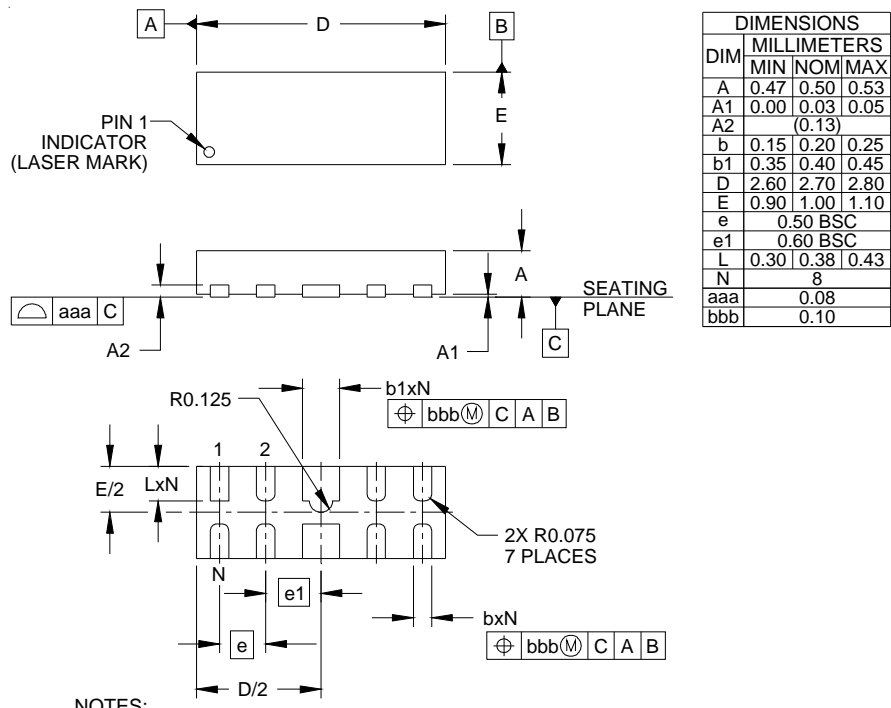 A
D
B
E
PIN 1
INDICATOR
(LASER MARK)
DIMENSIONS
DIM MILLIMETERS
MIN NOM MAX
A 0.47 0.50 0.53
A1 0.00 0.03 0.05
A2 (0.13)
b 0.15 0.20 0.25
b1 0.35 0.40 0.45
D 2.60 2.70 2.80
E 0.90 1.00 1.10
e 0.50 BSC
e1 0.60 BSC
L 0.30 0.38 0.43
N 8
aaa 0.08
bbb 0.10
A
SEATING
PLANE
aaa C
A2
A1
C
b1xN
R0.125
bbb Ⓜ C A B
1 2
E/2
LxN
2X R0.075
7 PLACES
N
e1
bxN
e
bbb Ⓜ C A B
D/2
NOTES: